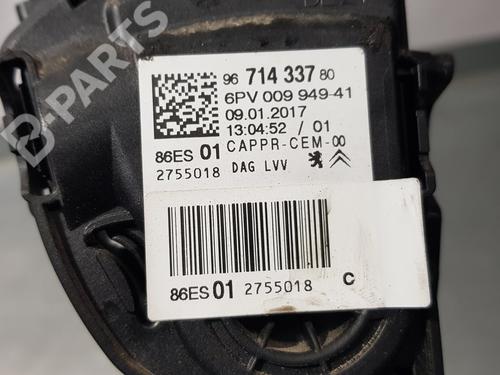 96 714 337 80
6PV 009 949-41
09.01.2017
13:04:52 / 01
86ES 01 CAPPR-CEM-00
2755018 DAG LVV
86ES 01 2755018 C
B-PARTS